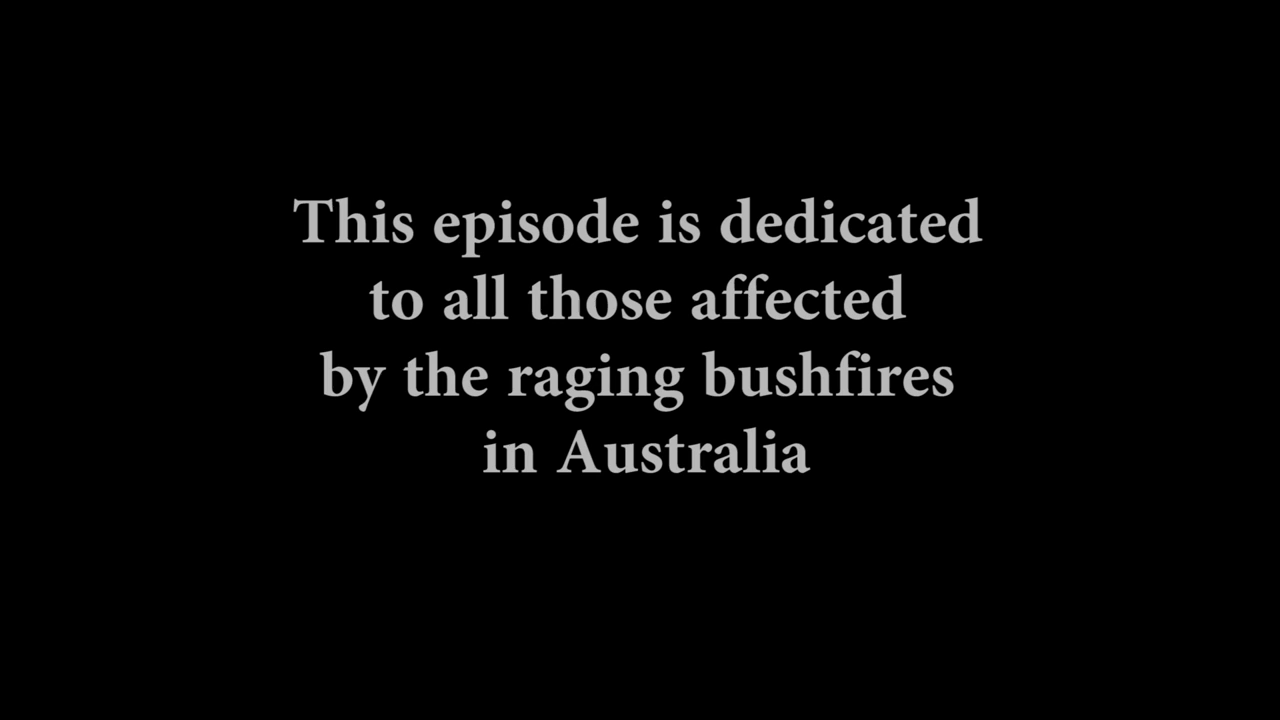 This episode is dedicated
to all those affected
by the raging bushfires
in Australia